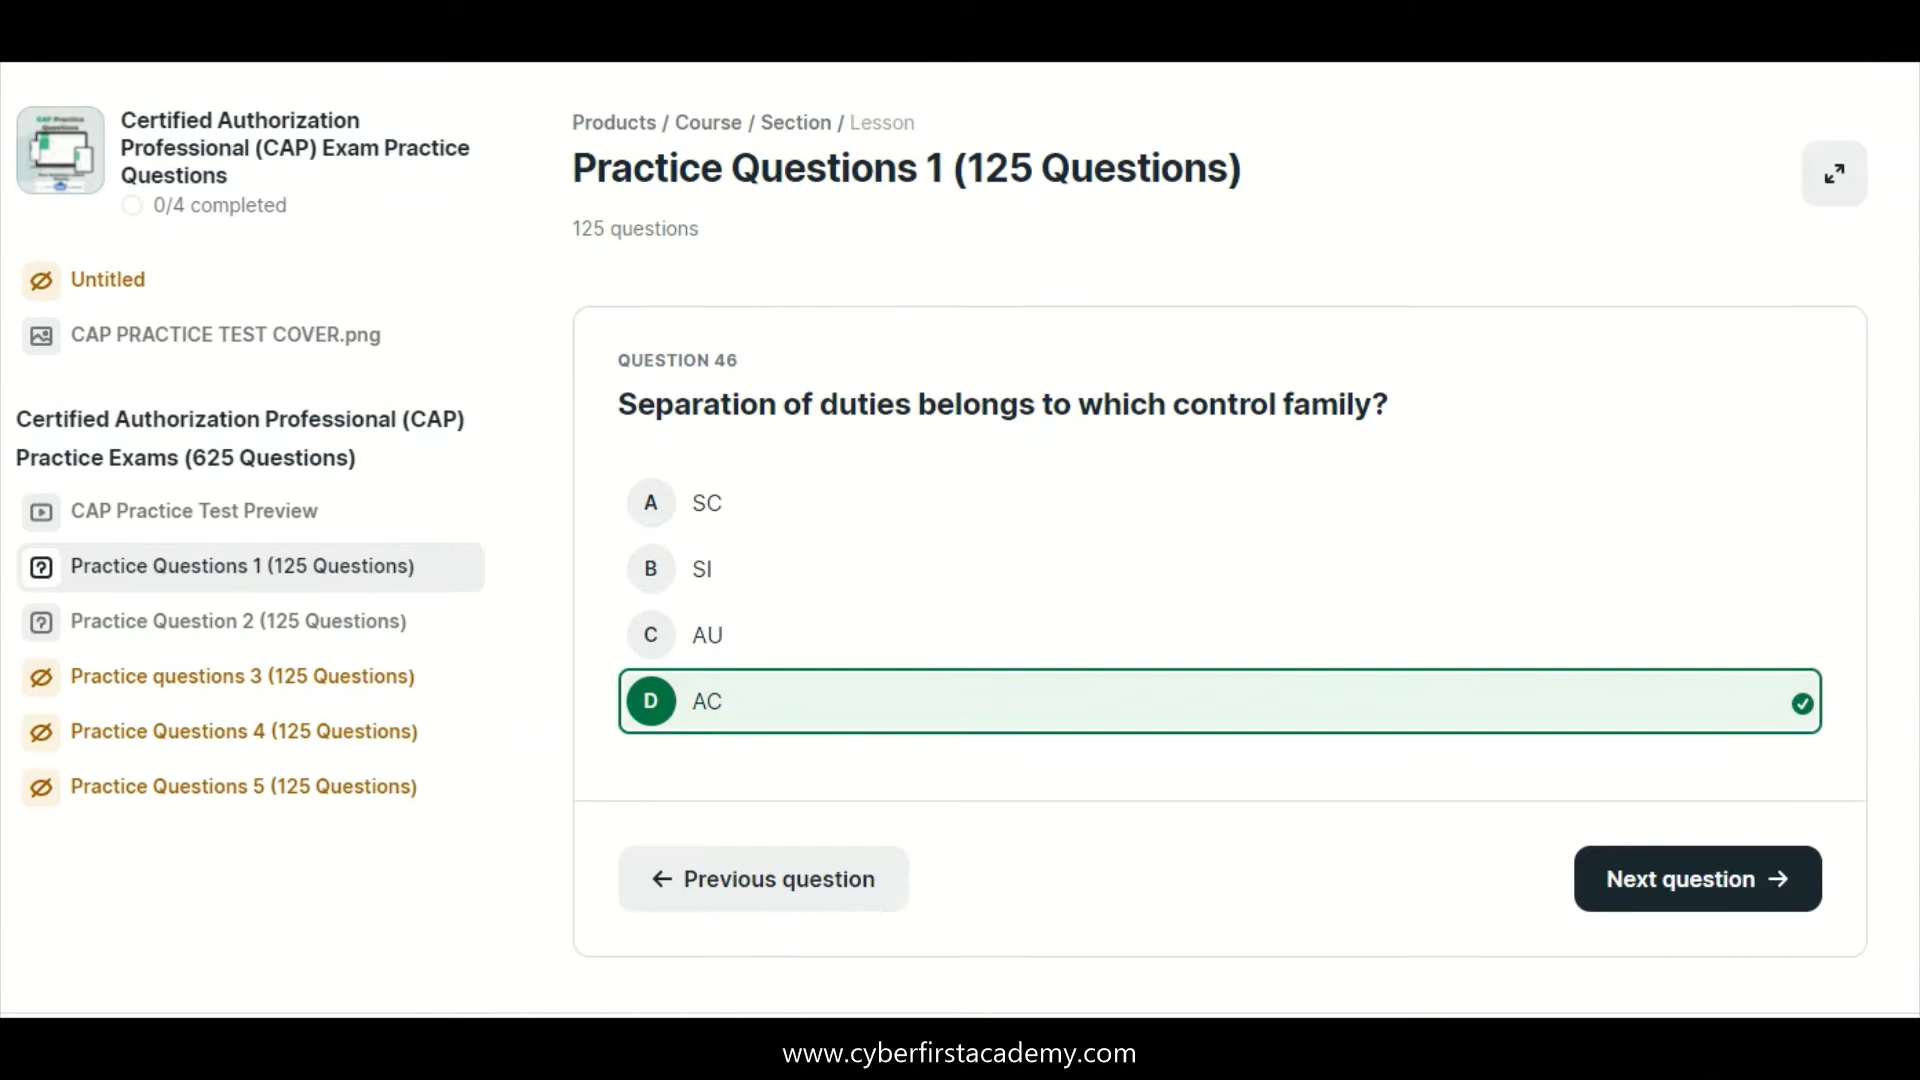 Certified Authorization
Professional (CAP) Exam Practice
Questions
0/4 completed
Untitled
CAP PRACTICE TEST COVER.png
Certified Authorization Professional (CAP)
Practice Exams (625 Questions)
CAP Practice Test Preview
Practice Questions 1 (125 Questions)
Practice Question 2 (125 Questions)
Practice questions 3 (125 Questions)
Practice Questions 4 (125 Questions)
Practice Questions 5 (125 Questions)
Products / Course / Section / Lesson
Practice Questions 1 (125 Questions)
125 questions
QUESTION 46
Separation of duties belongs to which control family?
A SC
B SI
C AU
D AC
← Previous question
Next question →
www.cyberfirstacademy.com